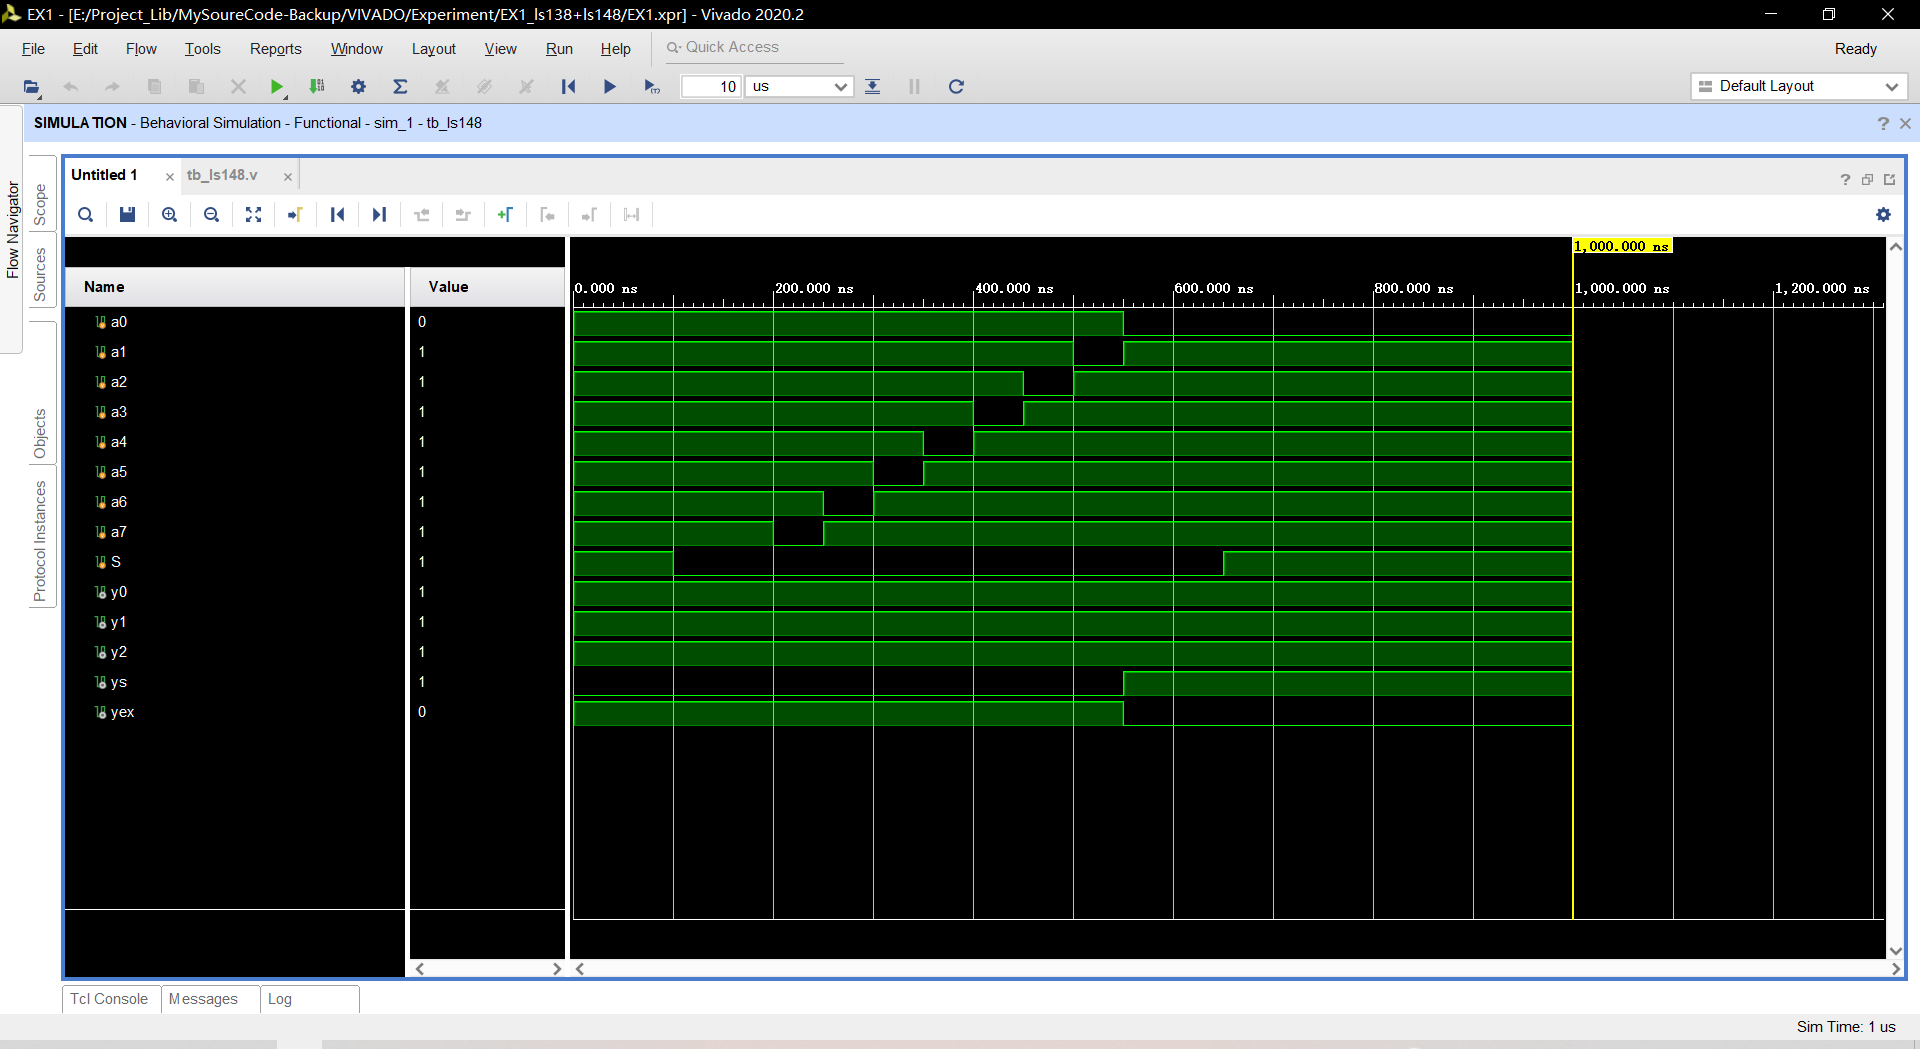 EX1 - [E:/Project_Lib/MySoureCode-Backup/VIVADO/Experiment/EX1_ls138+ls148/EX1.xpr] - Vivado 2020.2
File Edit Flow Tools Reports Window Layout View Run Help Quick Access Ready
10 us Default Layout
SIMULATION - Behavioral Simulation - Functional - sim_1 - tb_ls148
Flow Navigator
Scope
Sources
Objects
Protocol Instances
Untitled 1 tb_ls148.v
1,000.000 ns
Name Value
0.000 ns 200.000 ns 400.000 ns 600.000 ns 800.000 ns 1,000.000 ns 1,200.000 ns
a0 0
a1 1
a2 1
a3 1
a4 1
a5 1
a6 1
a7 1
S 1
y0 1
y1 1
y2 1
ys 1
yex 0
Tcl Console Messages Log
Sim Time: 1 us